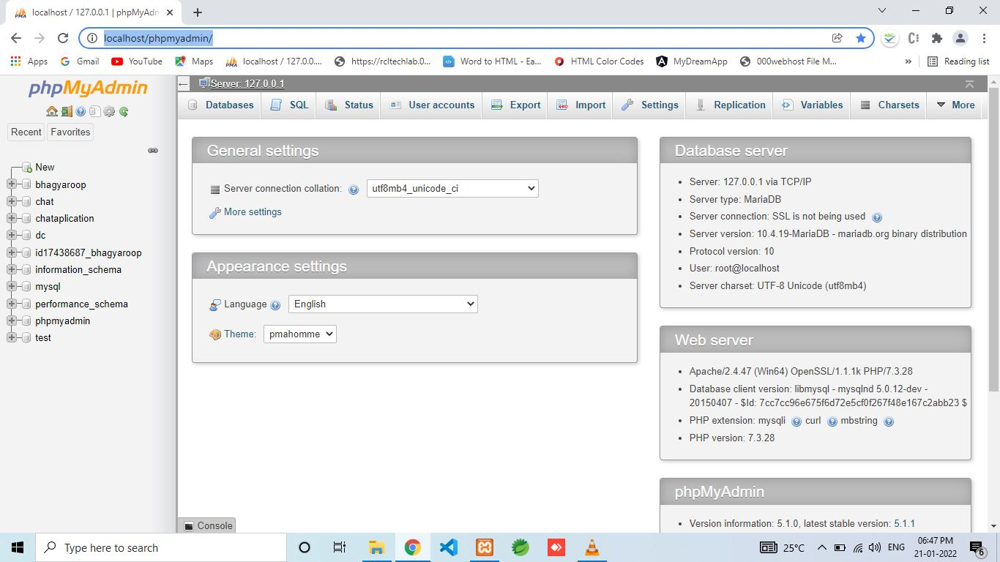 localhost / 127.0.0.1 | phpMyAdm
localhost/phpmyadmin/
Apps Gmail YouTube Maps localhost / 127.0.0.... https://rcltechlab.0... Word to HTML - Ea... HTML Color Codes MyDreamApp 000webhost File M... » Reading list
phpMyAdmin
Server: 127.0.0.1
Databases SQL Status User accounts Export Import Settings Replication Variables Charsets More
Recent Favorites
New
bhagyaroop
chat
chataplication
dc
id17438687_bhagyaroop
information_schema
mysql
performance_schema
phpmyadmin
test
General settings
Server connection collation: utf8mb4_unicode_ci
More settings
Appearance settings
Language English
Theme: pmahomme
Database server
Server: 127.0.0.1 via TCP/IP
Server type: MariaDB
Server connection: SSL is not being used
Server version: 10.4.19-MariaDB - mariadb.org binary distribution
Protocol version: 10
User: root@localhost
Server charset: UTF-8 Unicode (utf8mb4)
Web server
Apache/2.4.47 (Win64) OpenSSL/1.1.1k PHP/7.3.28
Database client version: libmysql - mysqlnd 5.0.12-dev -
20150407 - $Id: 7cc7cc96e675f6d72e5cf0f267f48e167c2abb23 $
PHP extension: mysqli curl mbstring
PHP version: 7.3.28
phpMyAdmin
Version information: 5.1.0, latest stable version: 5.1.1
Console
Type here to search
25°C ENG
06:47 PM
21-01-2022
6